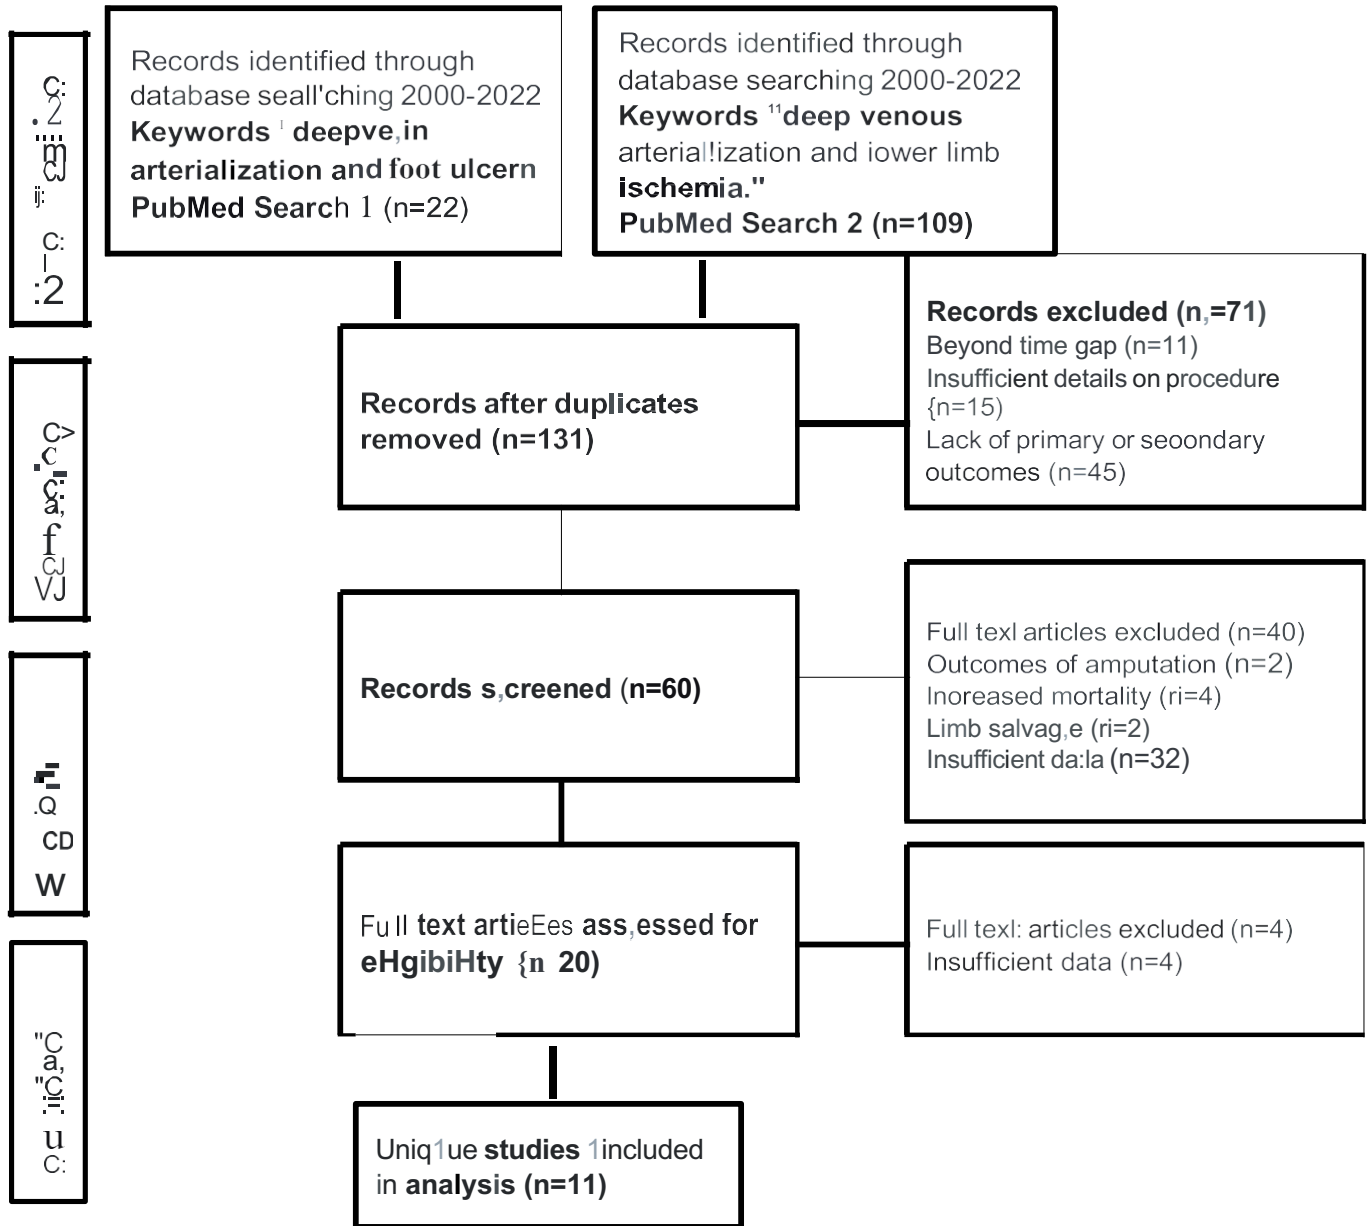 Records identified through
database seall'ching 2000-2022
Keywords ¹ deepve,in
arterialization and foot ulcern
PubMed Search 1 (n=22)
Records identified through
database searching 2000-2022
Keywords "deep venous
arterial!ization and iower limb
ischemia."
PubMed Search 2 (n=109)
Records excluded (n,=71)
Beyond time gap (n=11)
Insufficient details on procedure
{n=15)
Lack of primary or seoondary
outcomes (n=45)
Records after duplicates
removed (n=131)
Records s,creened (n=60)
Full texl articles excluded (n=40)
Outcomes of amputation (n=2)
Inoreased mortality (ri=4)
Limb salvag,e (ri=2)
Insufficient da:la (n=32)
Full text artieEes ass,essed for
eHgibiHty {n 20)
Full texl: articles excluded (n=4)
Insufficient data (n=4)
Uniq1ue studies 1included
in analysis (n=11)